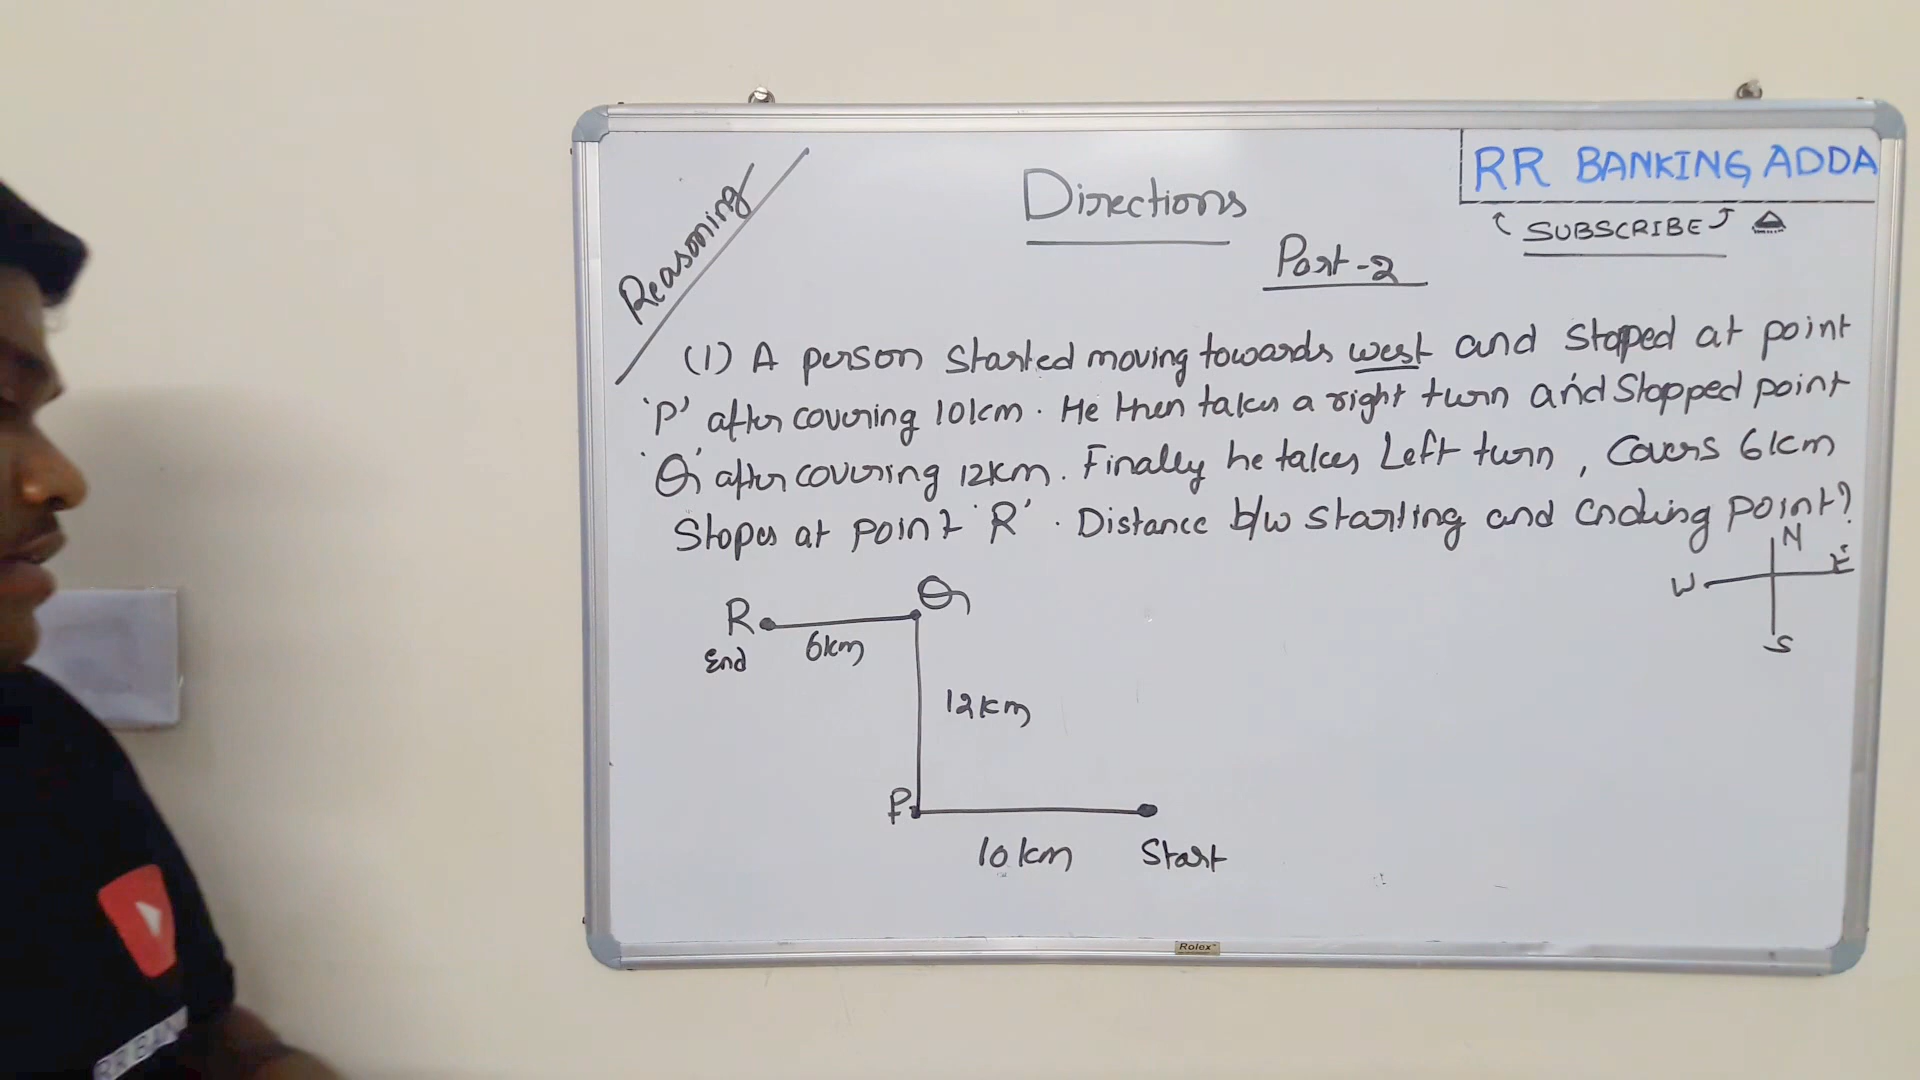 Reasoning
Directions
Part-2
RR BANKING ADDA
SUBSCRIBE
(1) A person started moving towards west and stoped at point
'P' after covering 10km. He then takes a right turn and stopped point
'Q' after covering 12km. Finally he takes Left turn, Covers 6km
Stopes at point 'R'. Distance b/w starting and ending point?
N
W
E
S
R
Q
End
6km
12km
P
10km
Start
Rolex
RR BAN